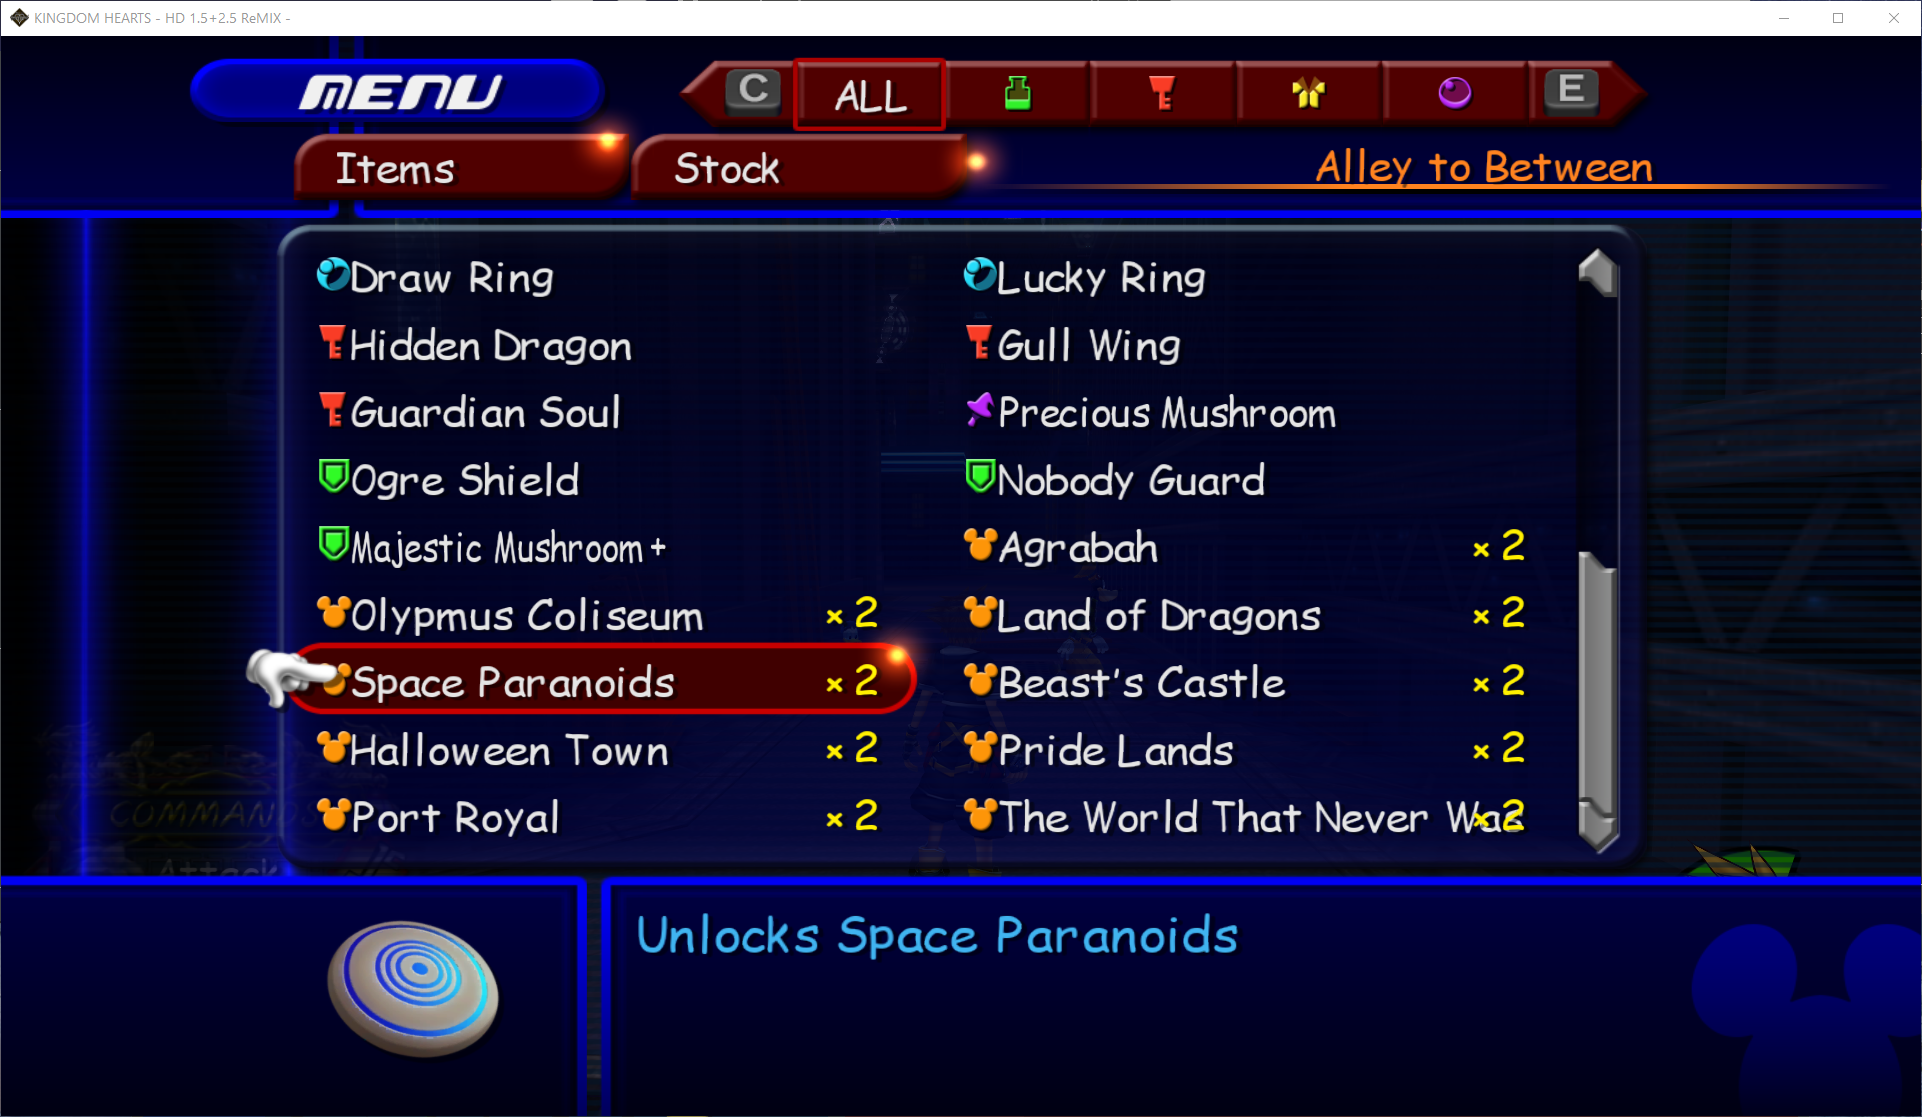 KINGDOM HEARTS - HD 1.5+2.5 ReMIX -
MENU
C
ALL
E
Items
Stock
Alley to Between
Draw Ring
Lucky Ring
Hidden Dragon
Gull Wing
Guardian Soul
Precious Mushroom
Ogre Shield
Nobody Guard
Majestic Mushroom+
Agrabah × 2
Olypmus Coliseum × 2
Land of Dragons × 2
Space Paranoids × 2
Beast's Castle × 2
Halloween Town × 2
Pride Lands × 2
Port Royal × 2
The World That Never Was × 2
COMMAND
Attack
Unlocks Space Paranoids